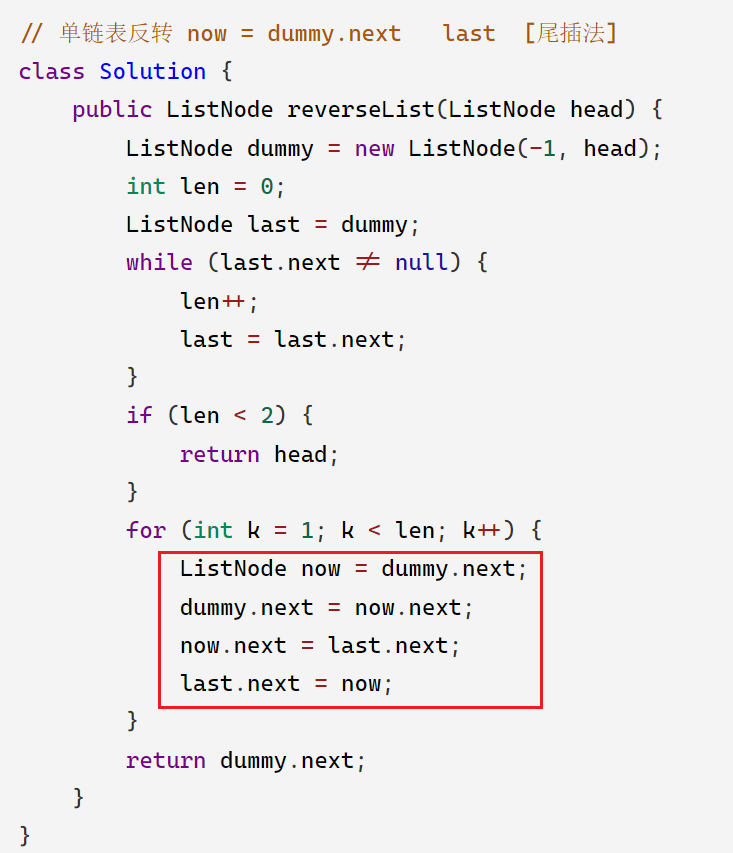 // 单链表反转 now = dummy.next   last  [尾插法]
class Solution {
    public ListNode reverseList(ListNode head) {
        ListNode dummy = new ListNode(-1, head);
        int len = 0;
        ListNode last = dummy;
        while (last.next != null) {
            len++;
            last = last.next;
        }
        if (len < 2) {
            return head;
        }
        for (int k = 1; k < len; k++) {
            ListNode now = dummy.next;
            dummy.next = now.next;
            now.next = last.next;
            last.next = now;
        }
        return dummy.next;
    }
}